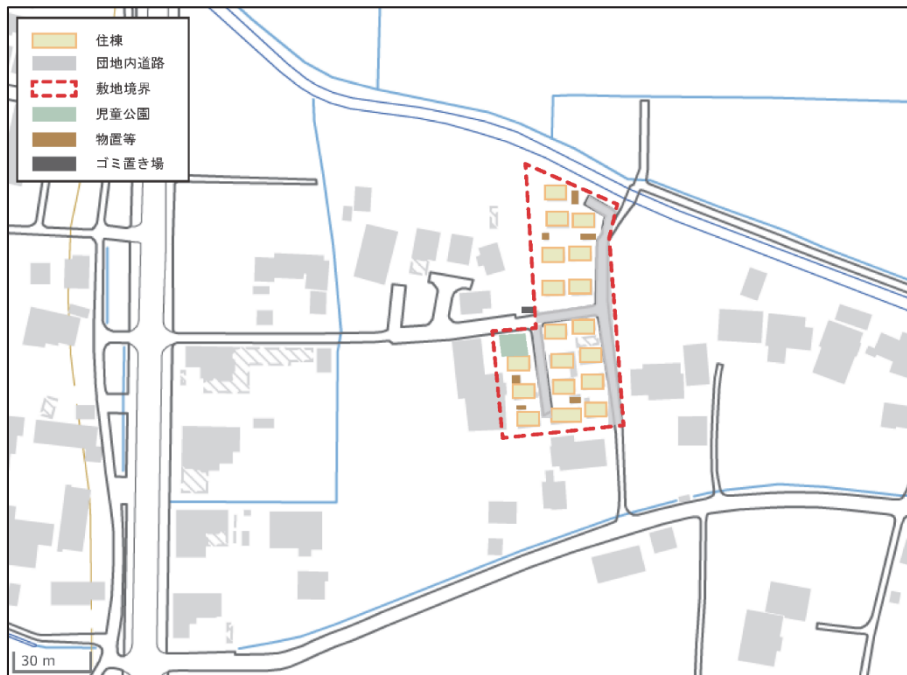 住棟
団地内道路
敷地境界
児童公園
物置等
ゴミ置き場
30 m